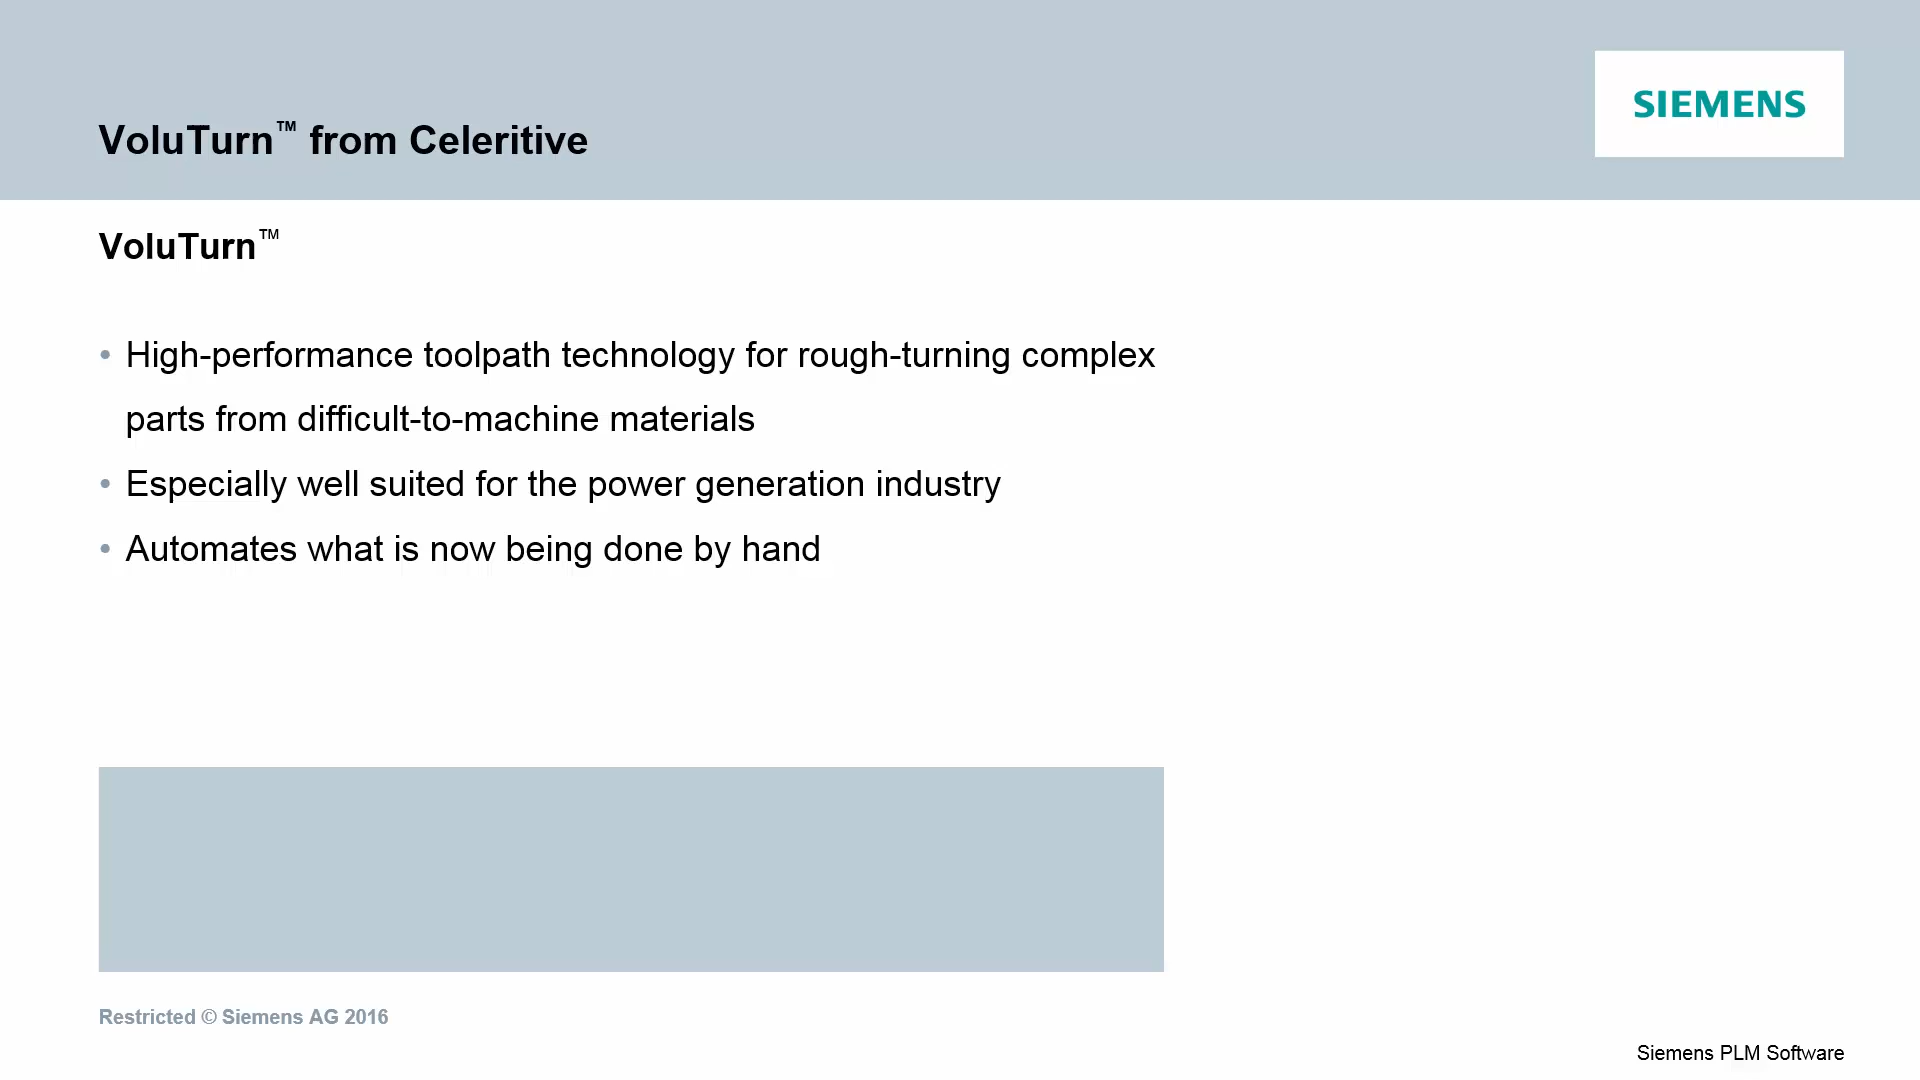 SIEMENS
VoluTurn™ from Celeritive
VoluTurn™
• High-performance toolpath technology for rough-turning complex
parts from difficult-to-machine materials
• Especially well suited for the power generation industry
• Automates what is now being done by hand
Restricted © Siemens AG 2016
Siemens PLM Software